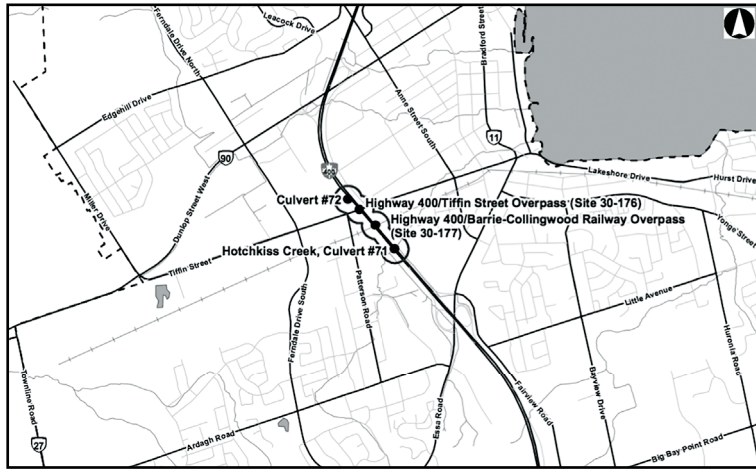 Leacock Drive
Ferndale Drive North
Bradford Street
Edgehill Drive
Anne Street South
11
90
400
Lakeshore Drive
Hurst Drive
Miller Drive
Dunlop Street West
Culvert #72
Highway 400/Tiffin Street Overpass (Site 30-176)
Highway 400/Barrie-Collingwood Railway Overpass
(Site 30-177)
Yonge Street
Hotchkiss Creek, Culvert #71
Tiffin Street
Patterson Road
Ferndale Drive South
Little Avenue
Huronia Road
Townline Road
Fairview Road
Bayview Drive
Essa Road
Ardagh Road
27
Big Bay Point Road